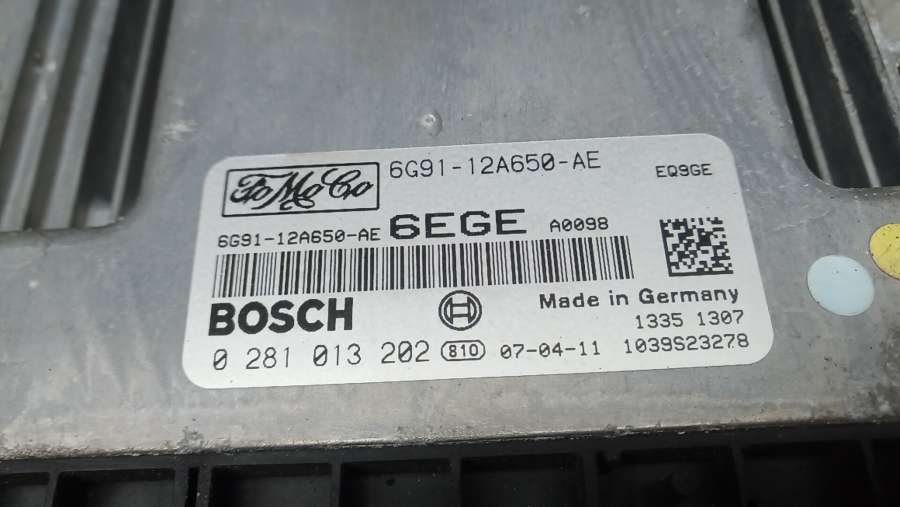 FoMoCo 6G91-12A650-AE EQ9GE
6G91-12A650-AE 6EGE A0098
BOSCH Made in Germany
1335 1307
0 281 013 202 810 07-04-11 1039S23278